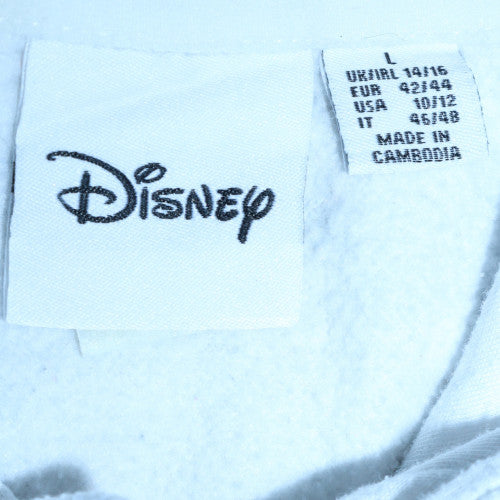 Disney
L
UK/IRL 14/16
EUR 42/44
USA 10/12
IT 46/48
MADE IN
CAMBODIA